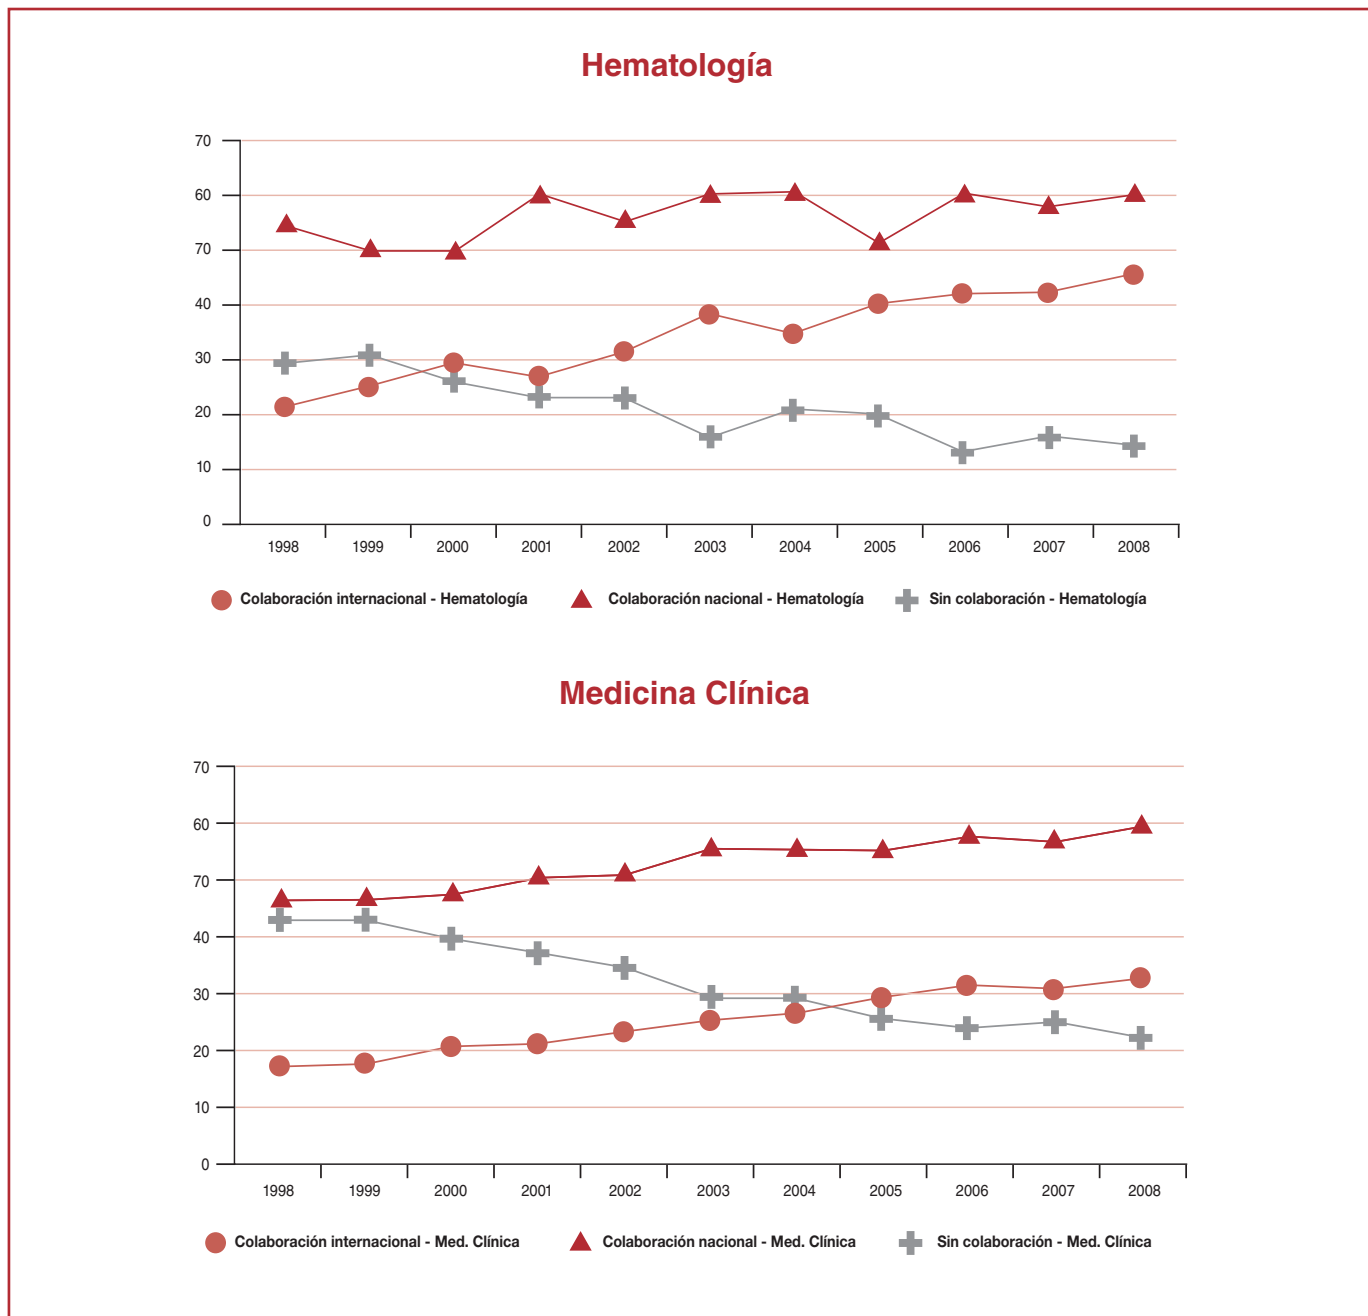 Hematología
70
60
70
40
30
20
10
0
1998 1999 2000 2001 2002 2003 2004 2005 2006 2007 2008
Colaboración internacional - Hematología Colaboración nacional - Hematología Sin colaboración - Hematología
Medicina Clínica
70
60
70
40
30
20
10
0
1998 1999 2000 2001 2002 2003 2004 2005 2006 2007 2008
Colaboración internacional - Med. Clínica Colaboración nacional - Med. Clínica Sin colaboración - Med. Clínica